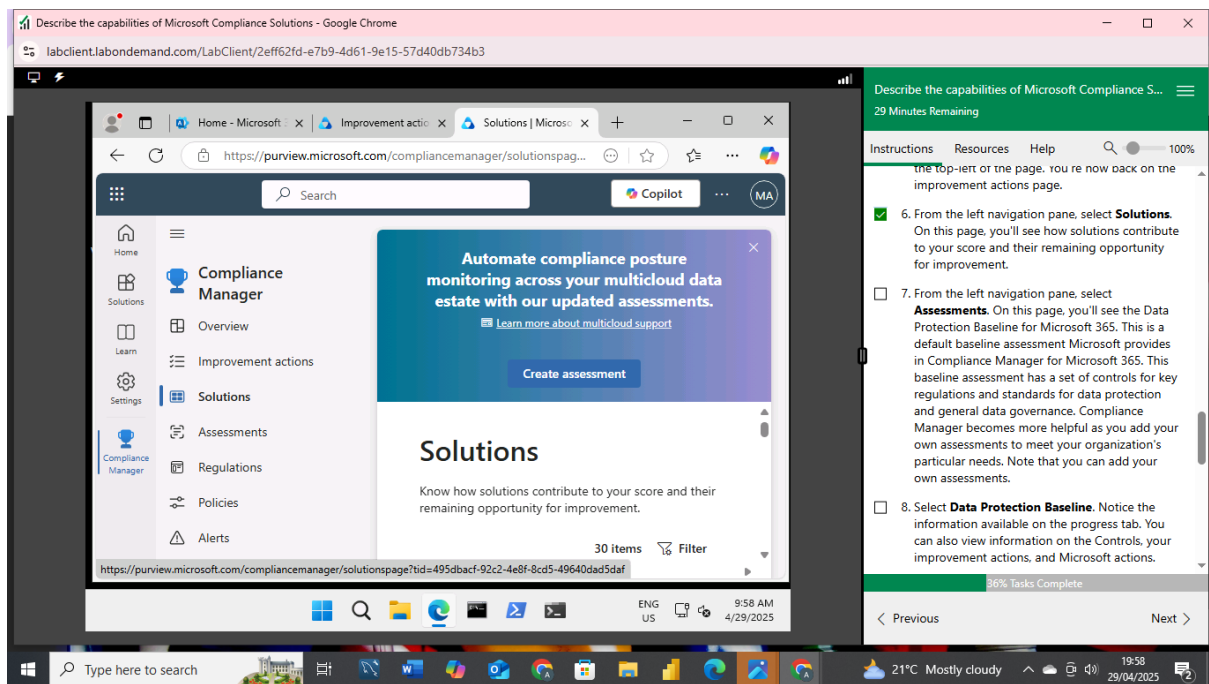 Describe the capabilities of Microsoft Compliance Solutions - Google Chrome
labclient.labondemand.com/LabClient/2eff62fd-e7b9-4d61-9e15-57d40db734b3
Home - Microsoft
Improvement actio
Solutions | Microso
https://purview.microsoft.com/compliancemanager/solutionspag...
Search
Copilot
MA
Home
Solutions
Learn
Settings
Compliance
Manager
Compliance
Manager
Overview
Improvement actions
Solutions
Assessments
Regulations
Policies
Alerts
Automate compliance posture
monitoring across your multicloud data
estate with our updated assessments.
Learn more about multicloud support
Create assessment
Solutions
Know how solutions contribute to your score and their
remaining opportunity for improvement.
30 items
Filter
https://purview.microsoft.com/compliancemanager/solutionspage?tid=495dbacf-92c2-4e8f-8cd5-49640dad5daf
ENG
US
9:58 AM
4/29/2025
Describe the capabilities of Microsoft Compliance S...
29 Minutes Remaining
Instructions Resources Help 100%
the top-left of the page. You're now back on the
improvement actions page.
6. From the left navigation pane, select Solutions.
On this page, you'll see how solutions contribute
to your score and their remaining opportunity
for improvement.
7. From the left navigation pane, select
Assessments. On this page, you'll see the Data
Protection Baseline for Microsoft 365. This is a
default baseline assessment Microsoft provides
in Compliance Manager for Microsoft 365. This
baseline assessment has a set of controls for key
regulations and standards for data protection
and general data governance. Compliance
Manager becomes more helpful as you add your
own assessments to meet your organization's
particular needs. Note that you can add your
own assessments.
8. Select Data Protection Baseline. Notice the
information available on the progress tab. You
can also view information on the Controls, your
improvement actions, and Microsoft actions.
36% Tasks Complete
Previous
Next
Type here to search
21°C Mostly cloudy
19:58
29/04/2025
2